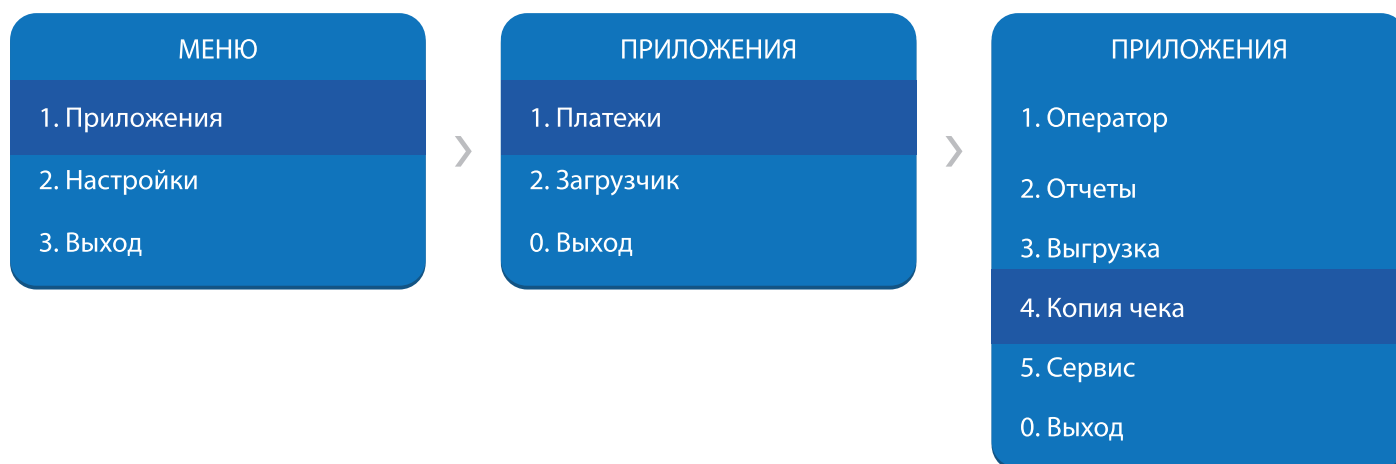 МЕНЮ
1. Приложения
2. Настройки
3. Выход
ПРИЛОЖЕНИЯ
1. Платежи
2. Загрузчик
0. Выход
ПРИЛОЖЕНИЯ
1. Оператор
2. Отчеты
3. Выгрузка
4. Копия чека
5. Сервис
0. Выход